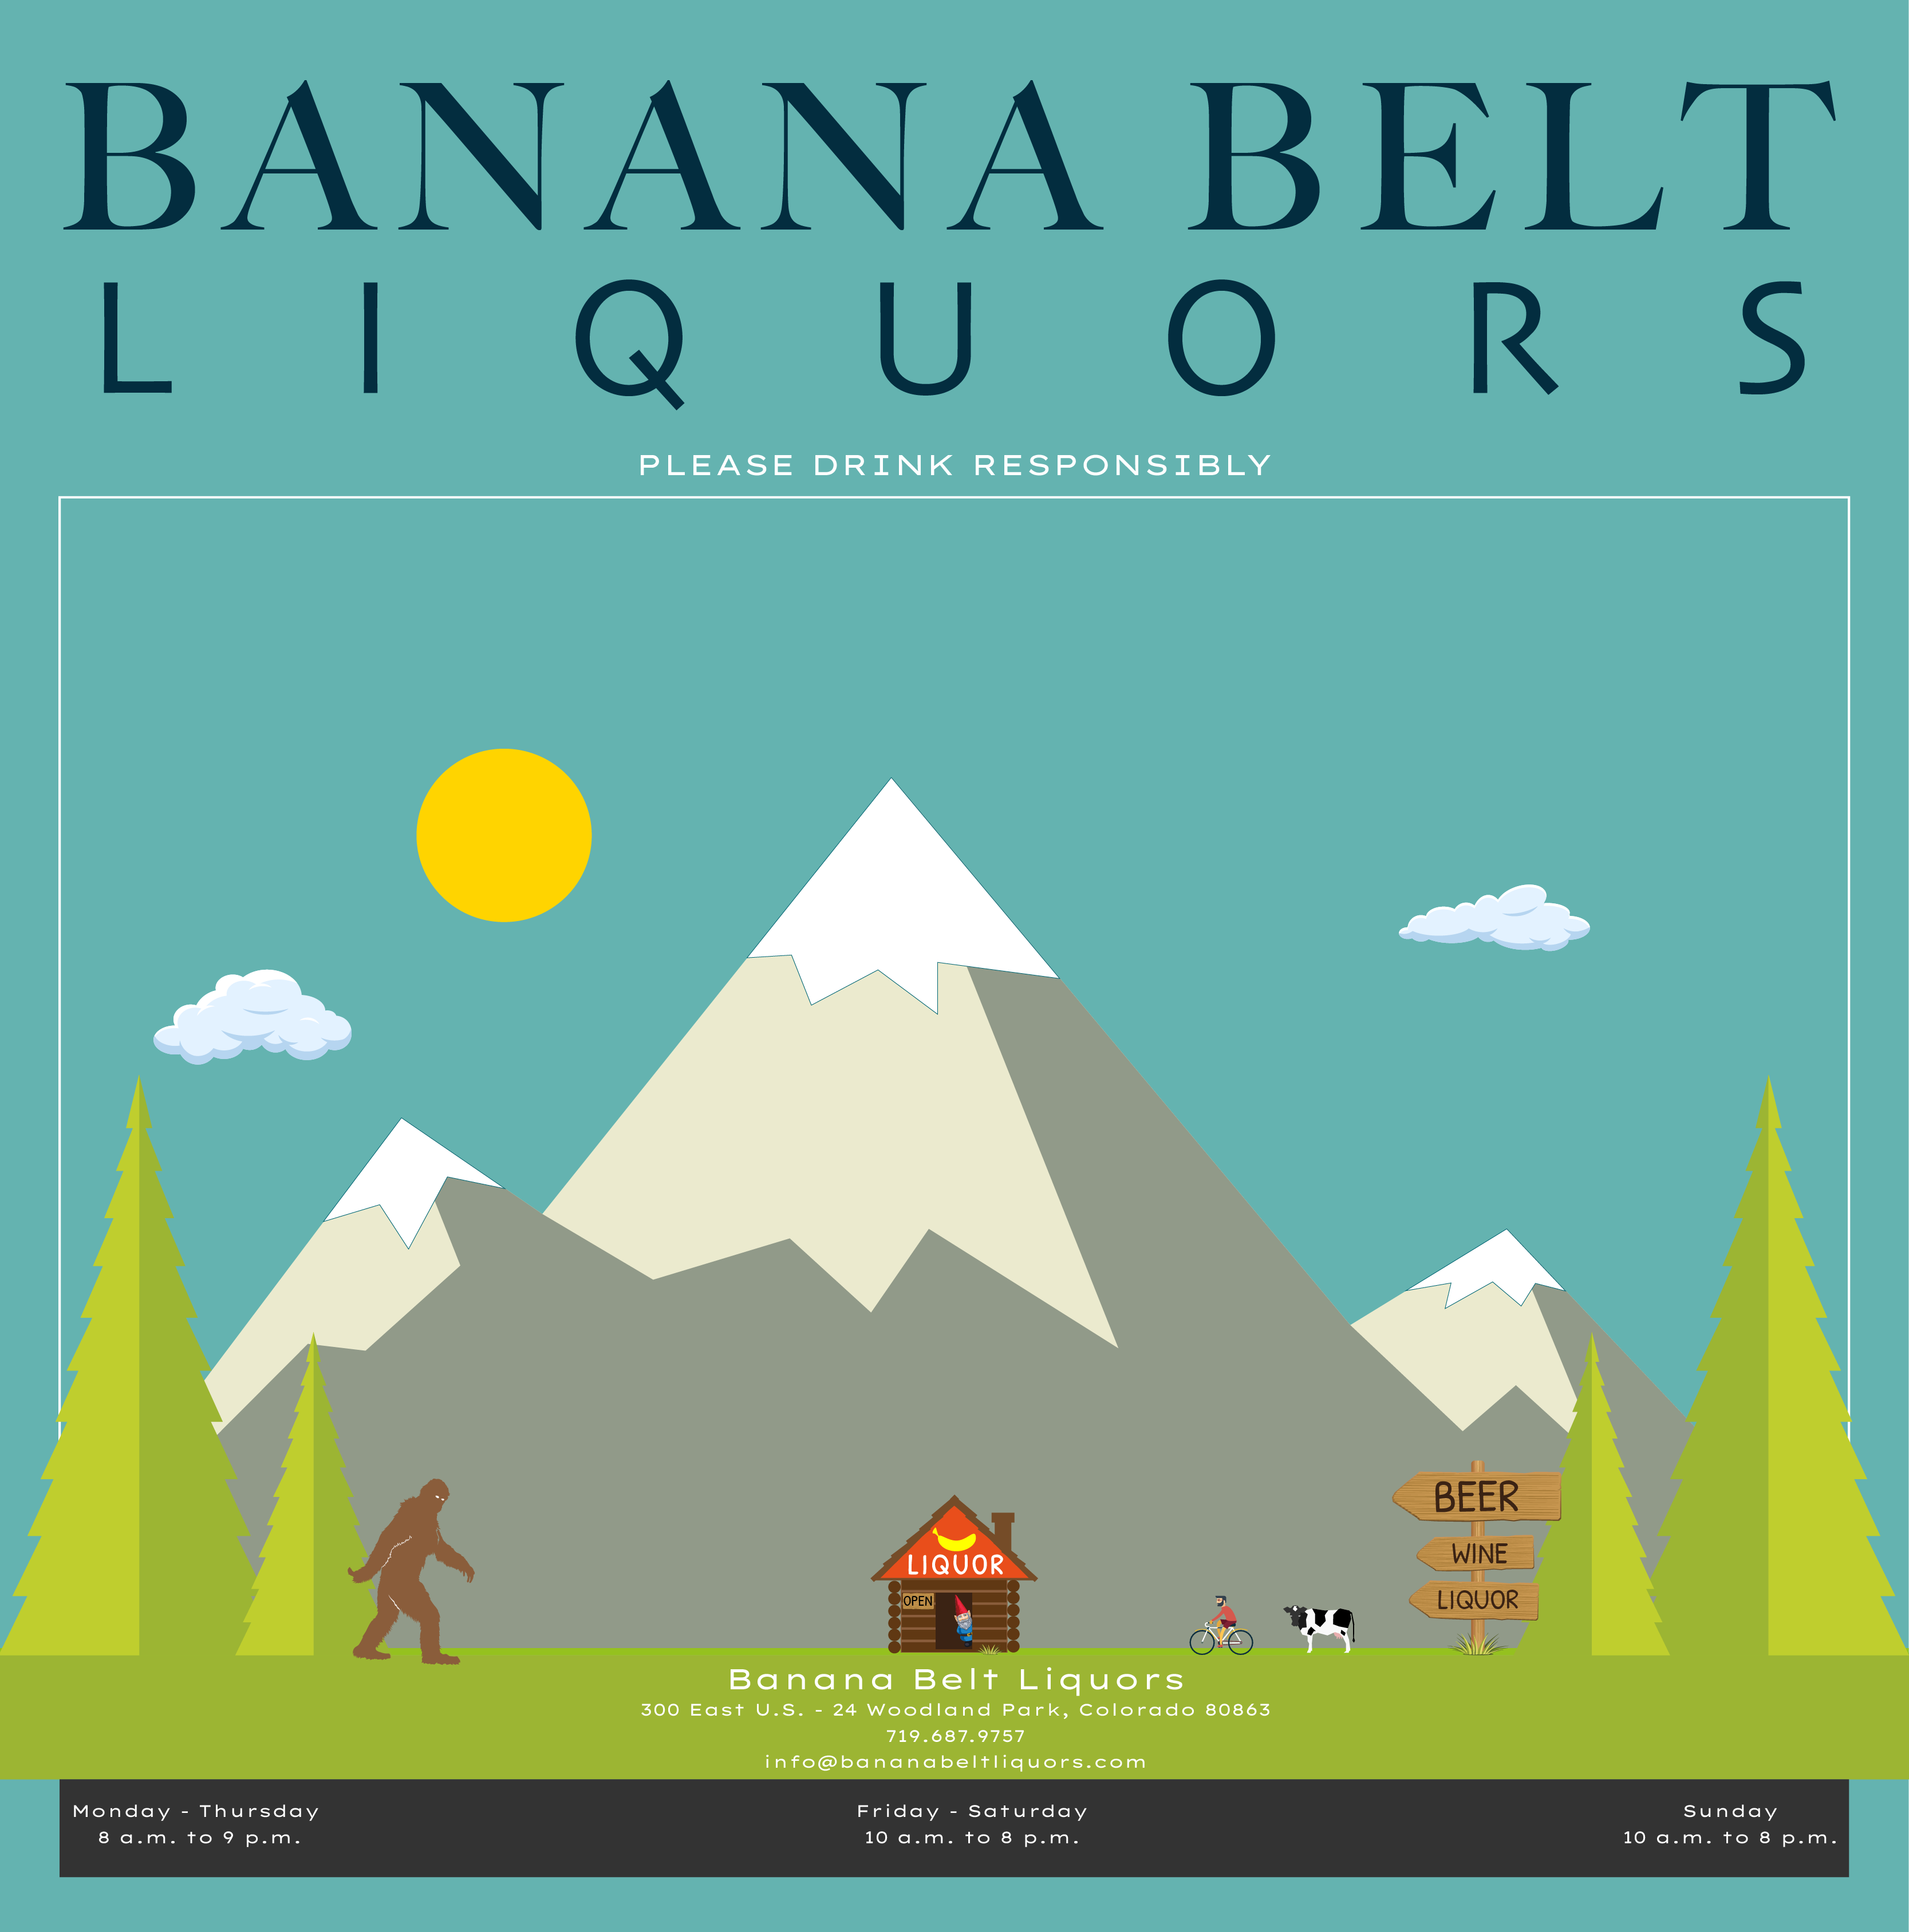 BANANA BELT
LIQUORS
PLEASE DRINK RESPONSIBLY
BEER
WINE
LIQUOR
LIQUOR
OPEN
Banana Belt Liquors
300 East U.S. - 24 Woodland Park, Colorado 80863
719.687.9757
info@bananabeltliquors.com
Monday - Thursday
8 a.m. to 9 p.m.
Friday - Saturday
10 a.m. to 8 p.m.
Sunday
10 a.m. to 8 p.m.